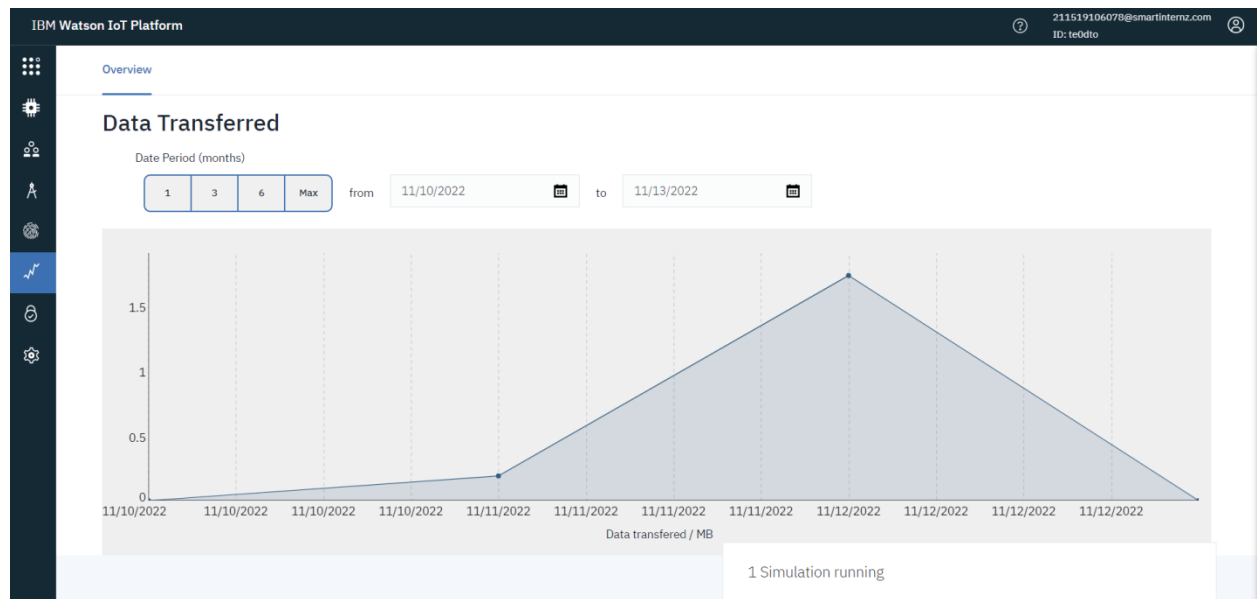 IBM Watson IoT Platform
211519106078@smartinternz.com
ID: te0dto
Overview
Data Transferred
Date Period (months)
1 3 6 Max from 11/10/2022 to 11/13/2022
1.5
1
0.5
0
11/10/2022 11/10/2022 11/10/2022 11/10/2022 11/11/2022 11/11/2022 11/11/2022 11/11/2022 11/12/2022 11/12/2022 11/12/2022 11/12/2022
Data transfered / MB
1 Simulation running